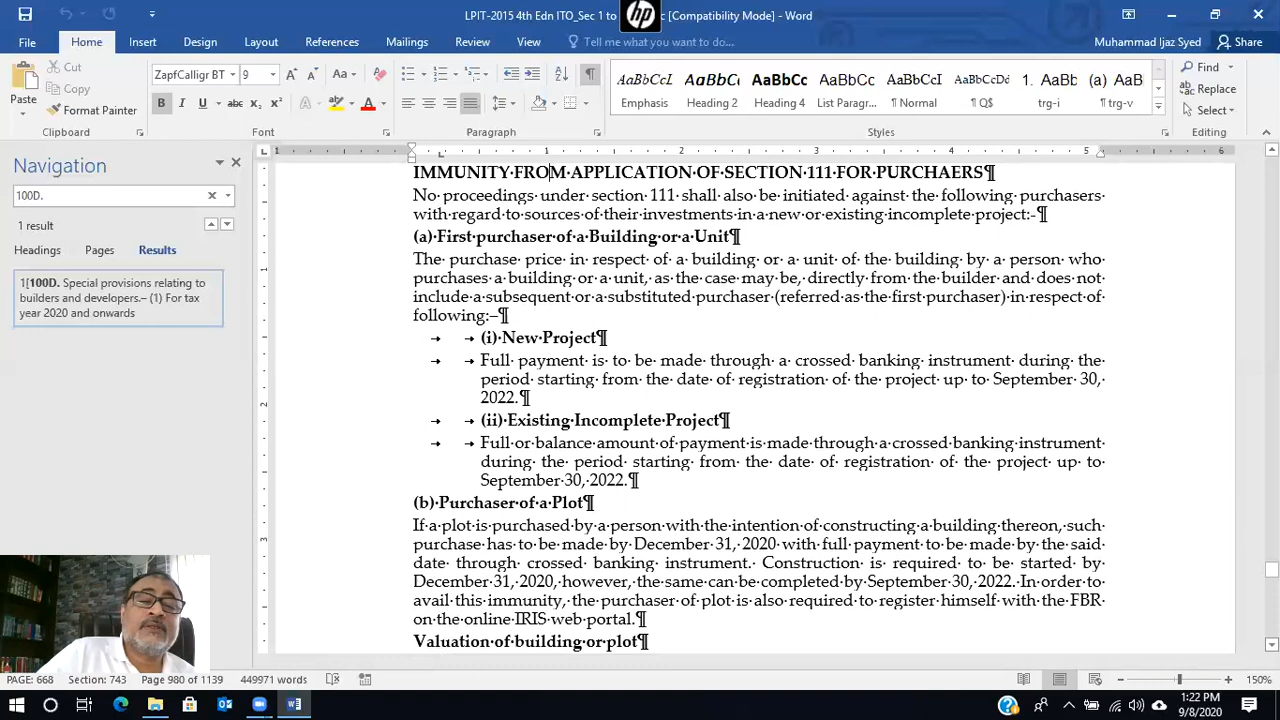 LPIT-2015 4th Edn ITO_Sec 1 to
c [Compatibility Mode] - Word
hp
File
Home
Insert
Design
Layout
References
Mailings
Review
View
Tell me what you want to do...
Muhammad Ijaz Syed
Share
Paste
Cut
Copy
Format Painter
ZapfCalligr BT
9
Aa
B I U abc x₂ x²
AaBbCcL
AaBbCc
AaBbCc
AABBCCI
AaBbCcI
AaBbCcDd
1. AaBb
(a) AaB
Emphasis
Heading 2
Heading
List Paragr...
¶ Normal
¶ Q$
trg-i
¶ trg-v
Find
Replace
Select
Clipboard
Font
Paragraph
Styles
Editing
Navigation
100D.
1 result
Headings Pages Results
1[100D. Special provisions relating to
builders and developers.– (1) For tax
year 2020 and onwards
1 1 2 3 4 5 6
1
2
3
IMMUNITY·FROM·APPLICATION·OF·SECTION·111·FOR·PURCHAERS¶
No· proceedings· under· section· 111· shall· also· be· initiated· against· the· following· purchasers·
with·regard·to·sources·of·their·investments·in·a·new·or·existing·incomplete·project:-¶
(a)·First·purchaser·of·a·Building·or·a·Unit¶
The· purchase· price· in· respect· of· a· building· or· a· unit· of· the· building· by· a· person· who·
purchases· a· building· or· a· unit,· as· the· case· may· be,· directly· from· the· builder· and· does· not·
include·a·subsequent·or·a·substituted·purchaser·(referred·as·the·first·purchaser)·in·respect·of·
following:–¶
(i)·New·Project¶
Full· payment· is· to· be· made· through· a· crossed· banking· instrument· during· the·
period· starting· from· the· date· of· registration· of· the· project· up· to· September· 30,·
2022.¶
(ii)·Existing·Incomplete·Project¶
Full·or·balance·amount·of·payment·is·made·through·a·crossed·banking·instrument·
during· the· period· starting· from· the· date· of· registration· of· the· project· up· to·
September·30,·2022.¶
(b)·Purchaser·of·a·Plot¶
If·a·plot·is·purchased·by·a·person·with·the·intention·of·constructing·a·building·thereon,·such·
purchase·has·to·be·made·by·December·31,·2020·with·full·payment·to·be·made·by·the·said·
date· through· crossed· banking· instrument.· Construction· is· required· to· be· started· by·
December·31,·2020,·however,·the·same·can·be·completed·by·September·30,·2022.·In·order·to·
avail·this·immunity,·the·purchaser·of·plot·is·also·required·to·register·himself·with·the·FBR·
on·the·online·IRIS·web·portal.¶
Valuation·of·building·or·plot¶
PAGE: 668 Section: 743 Page 980 of 1139 449971 words
150%
1:22 PM
9/8/2020